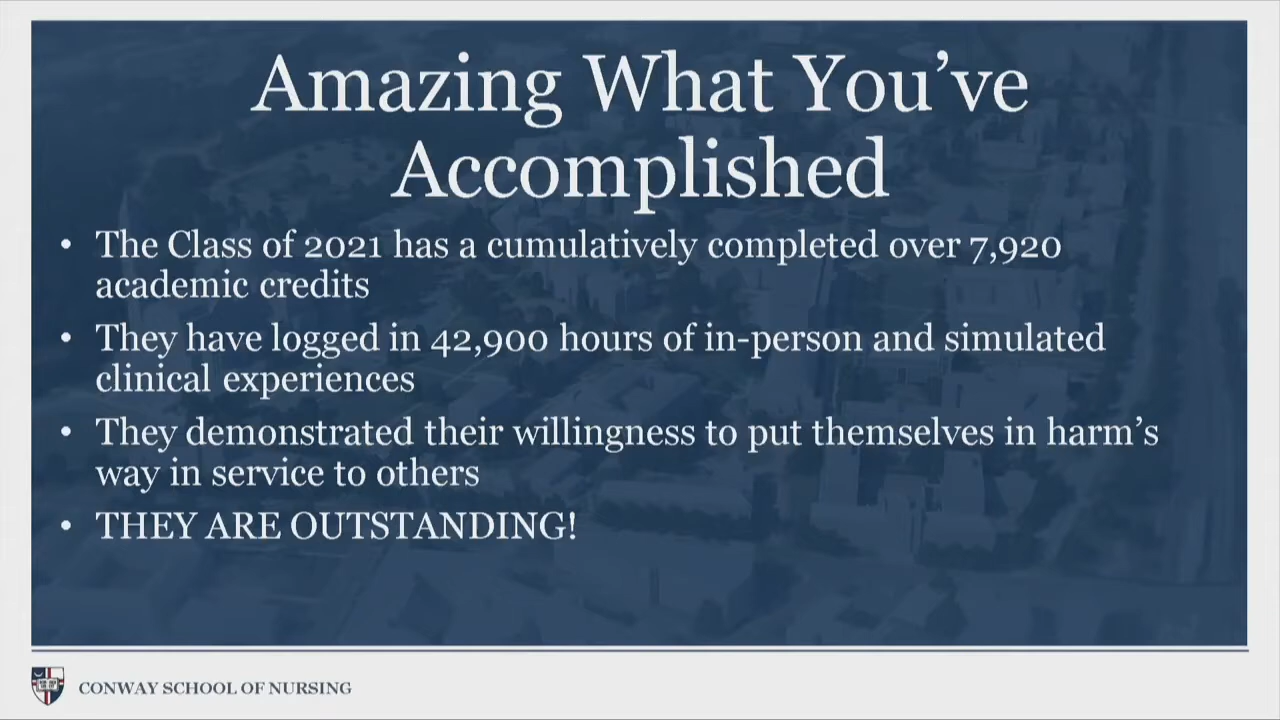 Amazing What You’ve
Accomplished
• The Class of 2021 has a cumulatively completed over 7,920
academic credits
• They have logged in 42,900 hours of in-person and simulated
clinical experiences
• They demonstrated their willingness to put themselves in harm’s
way in service to others
• THEY ARE OUTSTANDING!
CONWAY SCHOOL OF NURSING